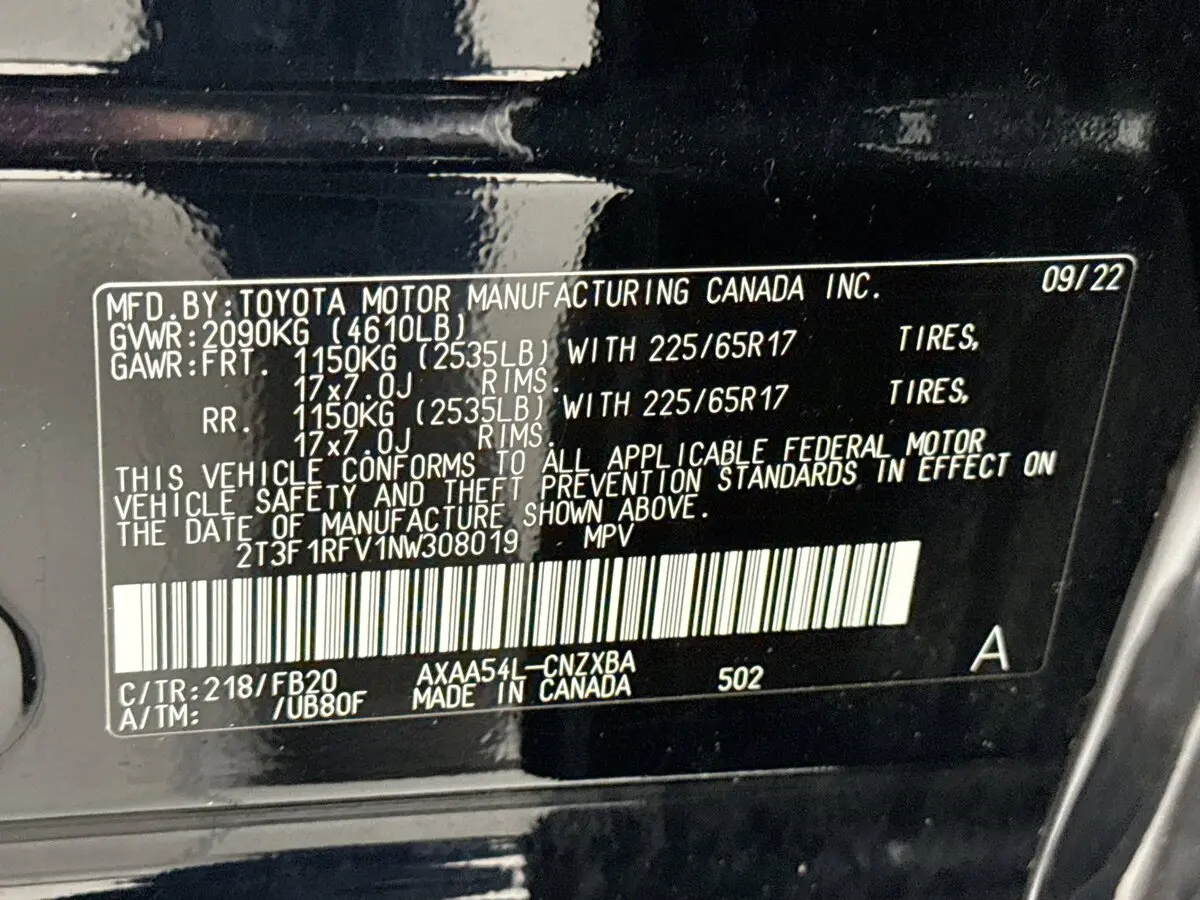 MFD.BY:TOYOTA MOTOR MANUFACTURING CANADA INC. 09/22
GVWR:2090KG (4610LB)
GAWR:FRT. 1150KG (2535LB) WITH 225/65R17 TIRES,
17x7.0J RIMS.
RR. 1150KG (2535LB) WITH 225/65R17 TIRES,
17x7.0J RIMS.
THIS VEHICLE CONFORMS TO ALL APPLICABLE FEDERAL MOTOR
VEHICLE SAFETY AND THEFT PREVENTION STANDARDS IN EFFECT ON
THE DATE OF MANUFACTURE SHOWN ABOVE.
2T3F1RFV1NW308019 MPV
C/TR:218/FB20 AXAA54L-CNZXBA 502 A
A/TM: /UB80F MADE IN CANADA